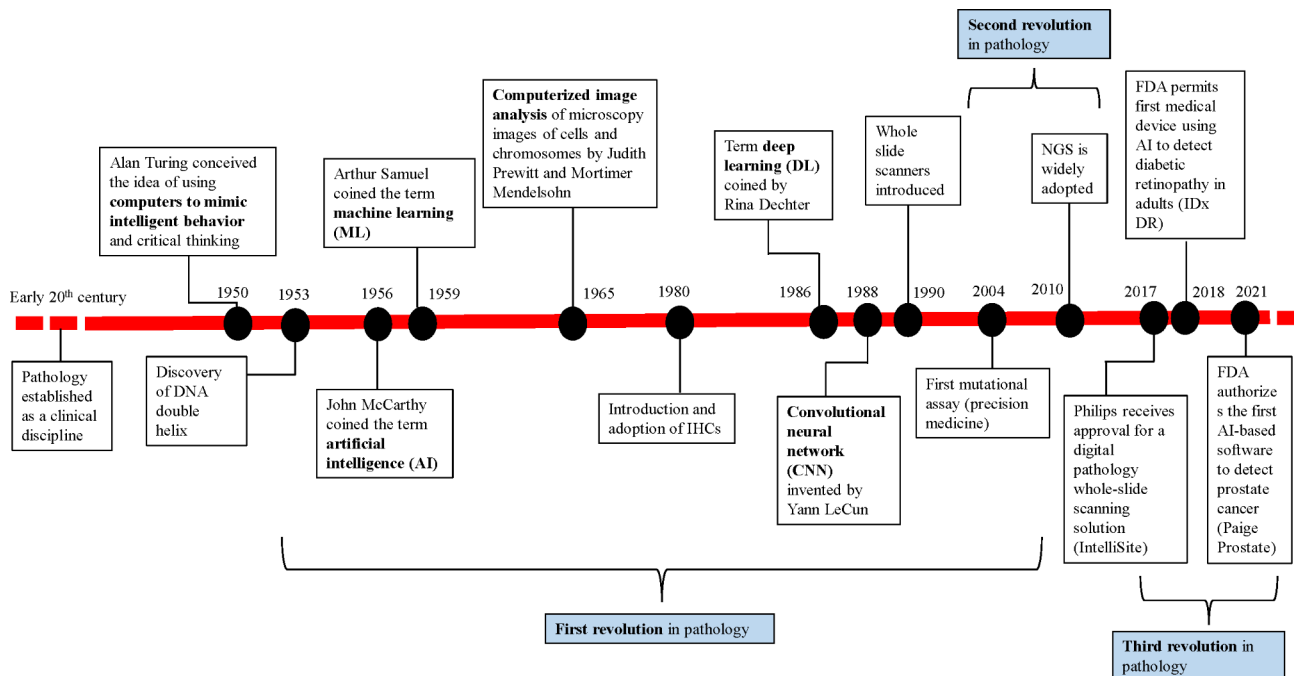 Second revolution
in pathology
Computerized image
analysis of microscopy
images of cells and
chromosomes by Judith
Prewitt and Mortimer
Mendelsohn
FDA permits
first medical
device using
AI to detect
diabetic
retinopathy in
adults (IDx
DR)
Alan Turing conceived
the idea of using
computers to mimic
intelligent behavior
and critical thinking
Arthur Samuel
coined the term
machine learning
(ML)
Term deep
learning (DL)
coined by
Rina Dechter
Whole
slide
scanners
introduced
NGS is
widely
adopted
Early 20th century
1950
1953
1956
1959
1965
1980
1986
1988
1990
2004
2010
2017
2018
2021
Pathology
established
as a clinical
discipline
Discovery
of DNA
double
helix
John McCarthy
coined the term
artificial
intelligence (AI)
Introduction and
adoption of IHCs
Convolutional
neural
network
(CNN)
invented by
Yann LeCun
First mutational
assay (precision
medicine)
Philips receives
approval for a
digital
pathology
whole-slide
scanning
solution
(IntelliSite)
FDA
authorize
s the first
AI-based
software
to detect
prostate
cancer
(Paige
Prostate)
First revolution in pathology
Third revolution in
pathology